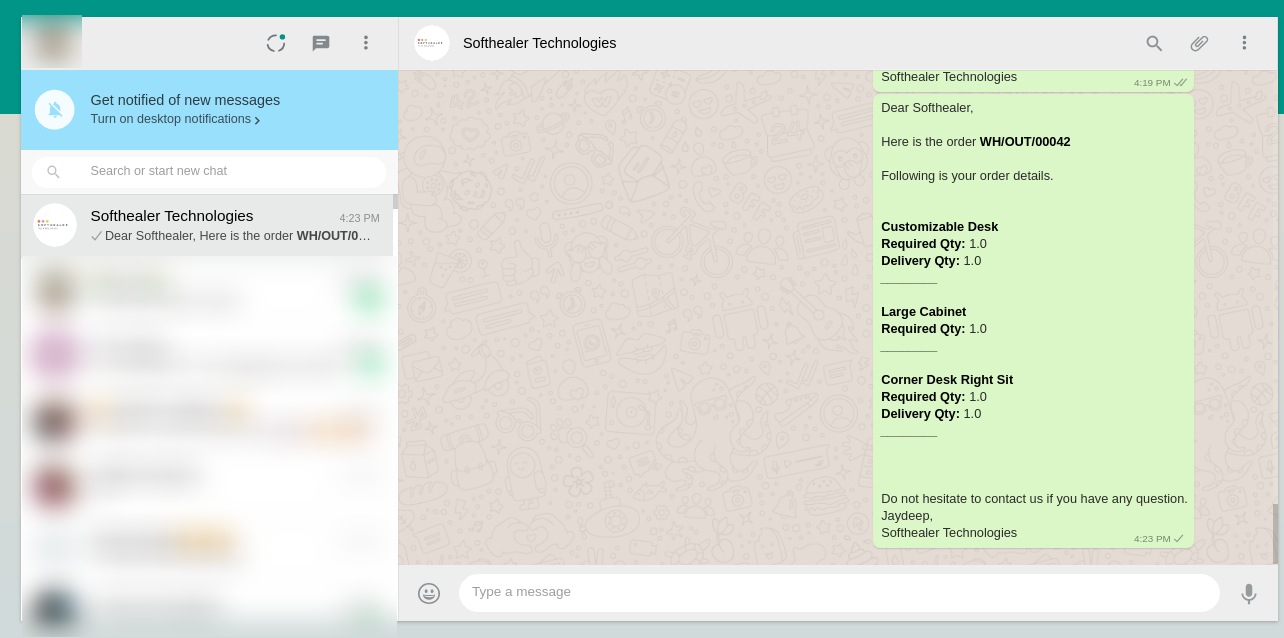 Softhealer Technologies
Get notified of new messages
Turn on desktop notifications
Search or start new chat
Softhealer Technologies
4:23 PM
Dear Softhealer, Here is the order WH/OUT/0…
Softhealer Technologies
4:19 PM
Dear Softhealer,
Here is the order WH/OUT/00042
Following is your order details.
Customizable Desk
Required Qty: 1.0
Delivery Qty: 1.0
________
Large Cabinet
Required Qty: 1.0
________
Corner Desk Right Sit
Required Qty: 1.0
Delivery Qty: 1.0
________
Do not hesitate to contact us if you have any question.
Jaydeep,
Softhealer Technologies
4:23 PM
Type a message